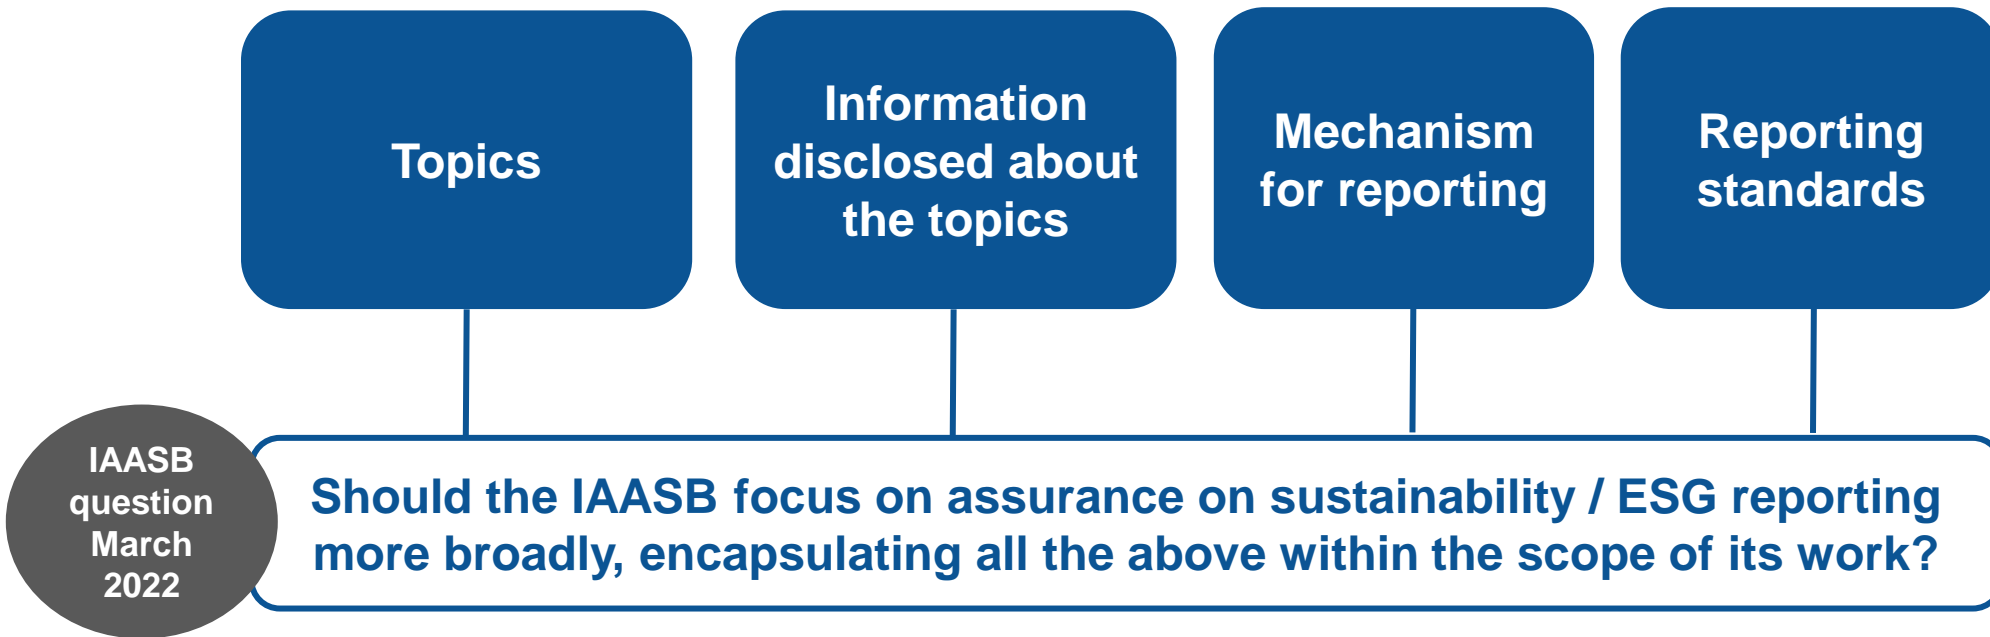 Topics
Information
disclosed about
the topics
Mechanism
for reporting
Reporting
standards
IAASB
question
March
2022
Should the IAASB focus on assurance on sustainability / ESG reporting
more broadly, encapsulating all the above within the scope of its work?